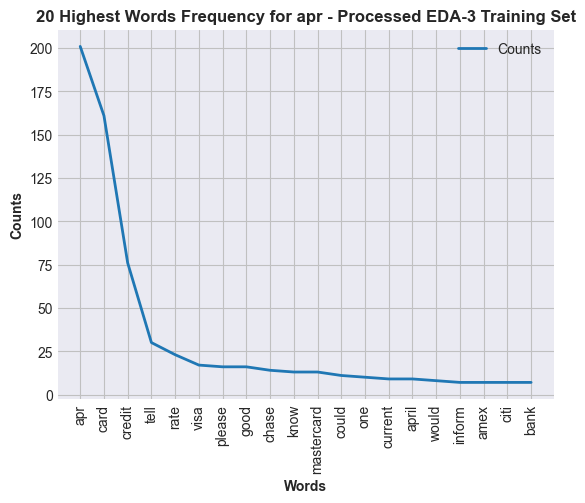 20 Highest Words Frequency for apr - Processed EDA-3 Training Set
Counts
200
175
150
125
100
75
50
25
0
Counts
apr
card
credit
tell
rate
visa
please
good
chase
know
mastercard
could
one
current
april
would
inform
amex
citi
bank
Words